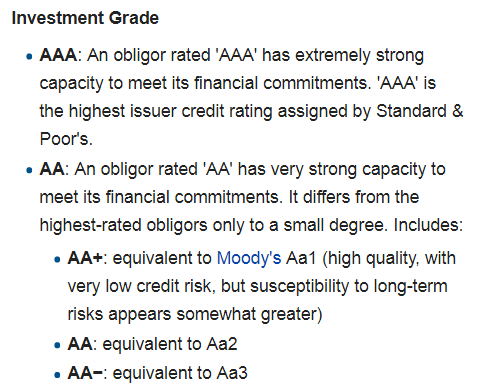 Investment Grade
• AAA: An obligor rated 'AAA' has extremely strong
capacity to meet its financial commitments. 'AAA' is
the highest issuer credit rating assigned by Standard &
Poor's.
• AA: An obligor rated 'AA' has very strong capacity to
meet its financial commitments. It differs from the
highest-rated obligors only to a small degree. Includes:
• AA+: equivalent to Moody's Aa1 (high quality, with
very low credit risk, but susceptibility to long-term
risks appears somewhat greater)
• AA: equivalent to Aa2
• AA−: equivalent to Aa3